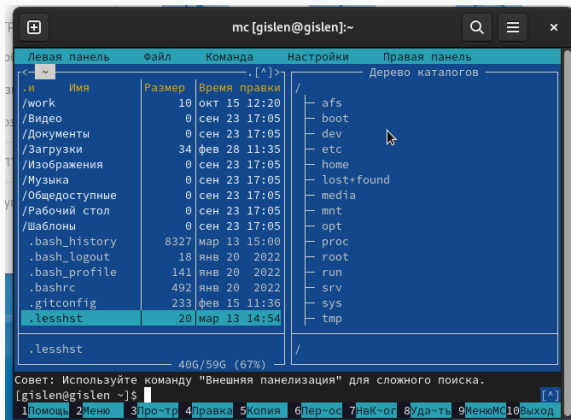 mc [gislen@gislen]:~
Левая панель Файл Команда Настройки Правая панель
~ .[^]> Дерево каталогов
.и Имя Размер Время правки /
/work 10 окт 15 12:20 afs
/Видео 0 сен 23 17:05 boot
/Документы 0 сен 23 17:05 dev
/Загрузки 34 фев 28 11:35 etc
/Изображения 0 сен 23 17:05 home
/Музыка 0 сен 23 17:05 lost+found
/Общедоступные 0 сен 23 17:05 media
/Рабочий стол 0 сен 23 17:05 mnt
/Шаблоны 0 сен 23 17:05 opt
.bash_history 8327 мар 13 15:00 proc
.bash_logout 18 янв 20 2022 root
.bash_profile 141 янв 20 2022 run
.bashrc 492 янв 20 2022 srv
.gitconfig 233 фев 15 11:36 sys
.lesshst 20 мар 13 14:54 tmp
.lesshst /
40G/59G (67%)
Совет: Используйте команду "Внешняя панелизация" для сложного поиска.
[gislen@gislen ~]$ [^]
1Помощь 2Меню 3Про~тр 4Правка 5Копия 6Пер~ос 7НвК~ог 8Уда~ть 9МенюMC 10Выход